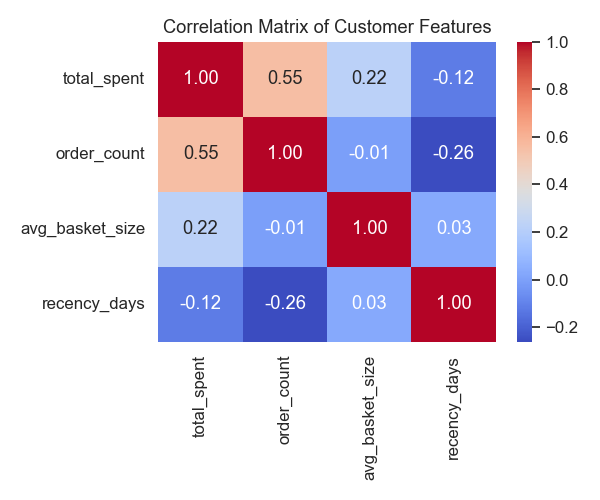 Correlation Matrix of Customer Features
total_spent 1.00 0.55 0.22 -0.12
order_count 0.55 1.00 -0.01 -0.26
avg_basket_size 0.22 -0.01 1.00 0.03
recency_days -0.12 -0.26 0.03 1.00
total_spent
order_count
avg_basket_size
recency_days
1.0
0.8
0.6
0.4
0.2
0.0
−0.2